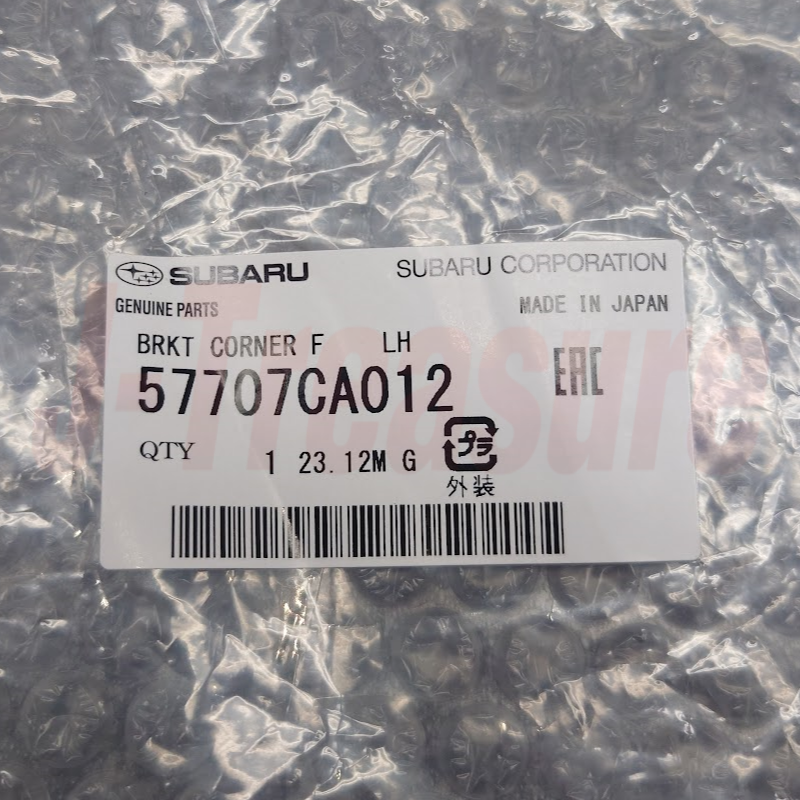 SUBARU SUBARU CORPORATION
GENUINE PARTS MADE IN JAPAN
BRKT CORNER F LH
57707CA012 EAC
QTY 1 23.12M G プラ
外装
Treasure